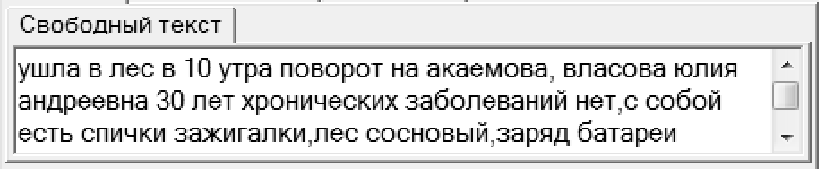 Свободный текст
ушла в лес в 10 утра поворот на акаемова, власова юлия
андреевна 30 лет хронических заболеваний нет,с собой
есть спички зажигалки,лес сосновый,заряд батареи